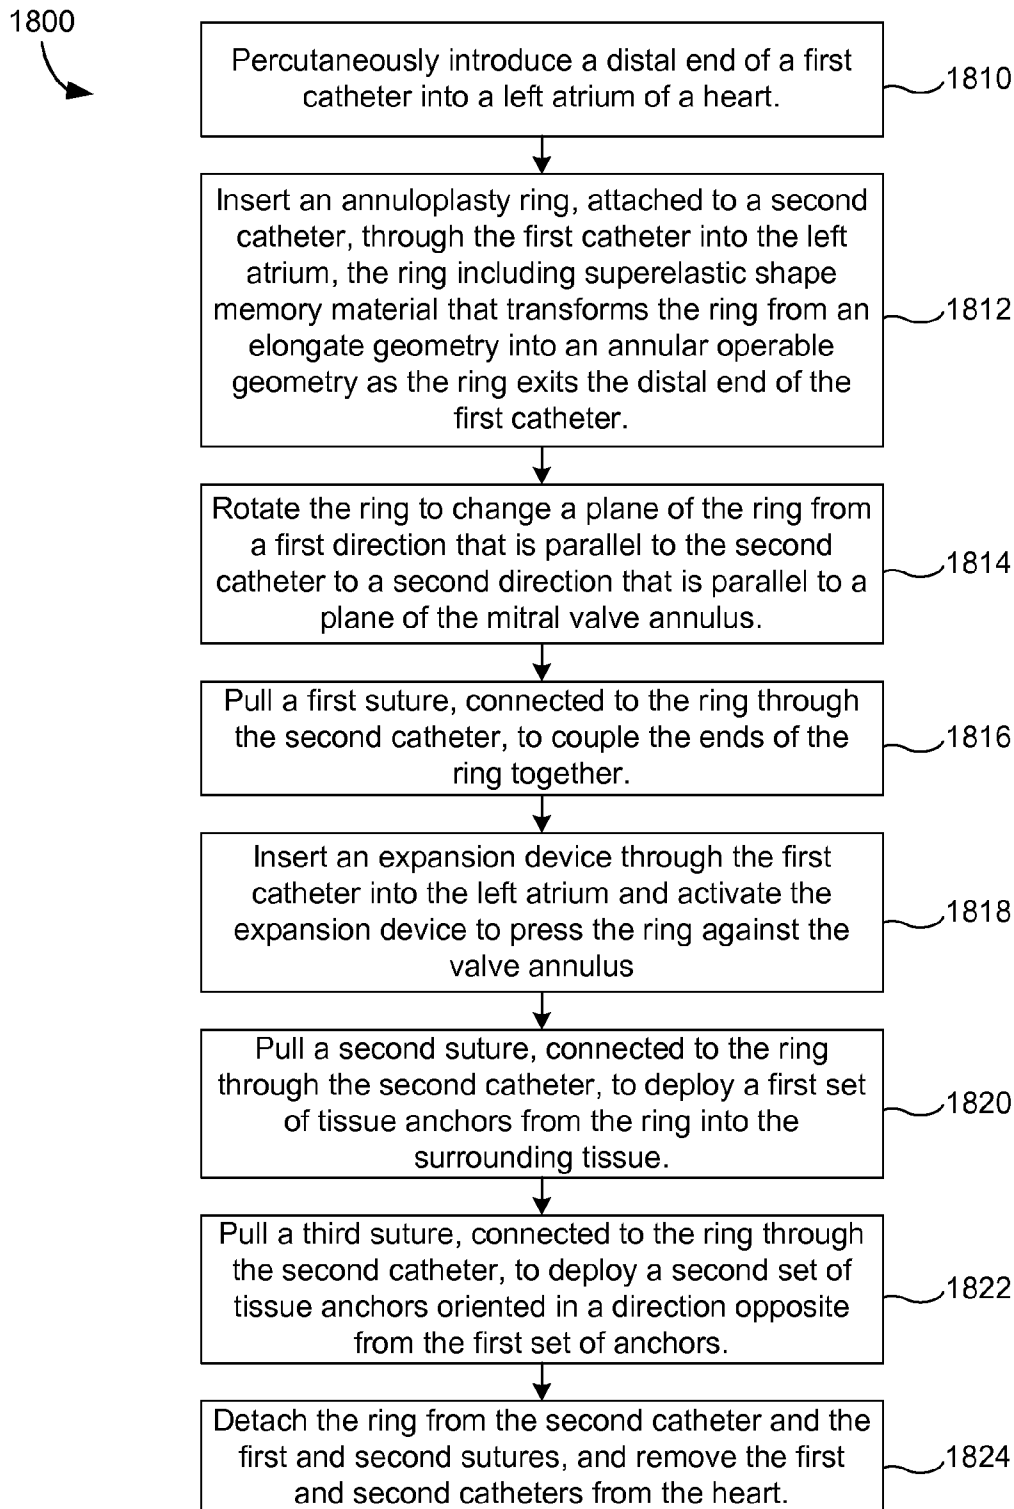 1800
Percutaneously introduce a distal end of a first
catheter into a left atrium of a heart.
1810
Insert an annuloplasty ring, attached to a second
catheter, through the first catheter into the left
atrium, the ring including superelastic shape
memory material that transforms the ring from an
elongate geometry into an annular operable
geometry as the ring exits the distal end of the
first catheter.
1812
Rotate the ring to change a plane of the ring from
a first direction that is parallel to the second
catheter to a second direction that is parallel to a
plane of the mitral valve annulus.
1814
Pull a first suture, connected to the ring through
the second catheter, to couple the ends of the
ring together.
1816
Insert an expansion device through the first
catheter into the left atrium and activate the
expansion device to press the ring against the
valve annulus
1818
Pull a second suture, connected to the ring
through the second catheter, to deploy a first set
of tissue anchors from the ring into the
surrounding tissue.
1820
Pull a third suture, connected to the ring through
the second catheter, to deploy a second set of
tissue anchors oriented in a direction opposite
from the first set of anchors.
1822
Detach the ring from the second catheter and the
first and second sutures, and remove the first
and second catheters from the heart.
1824